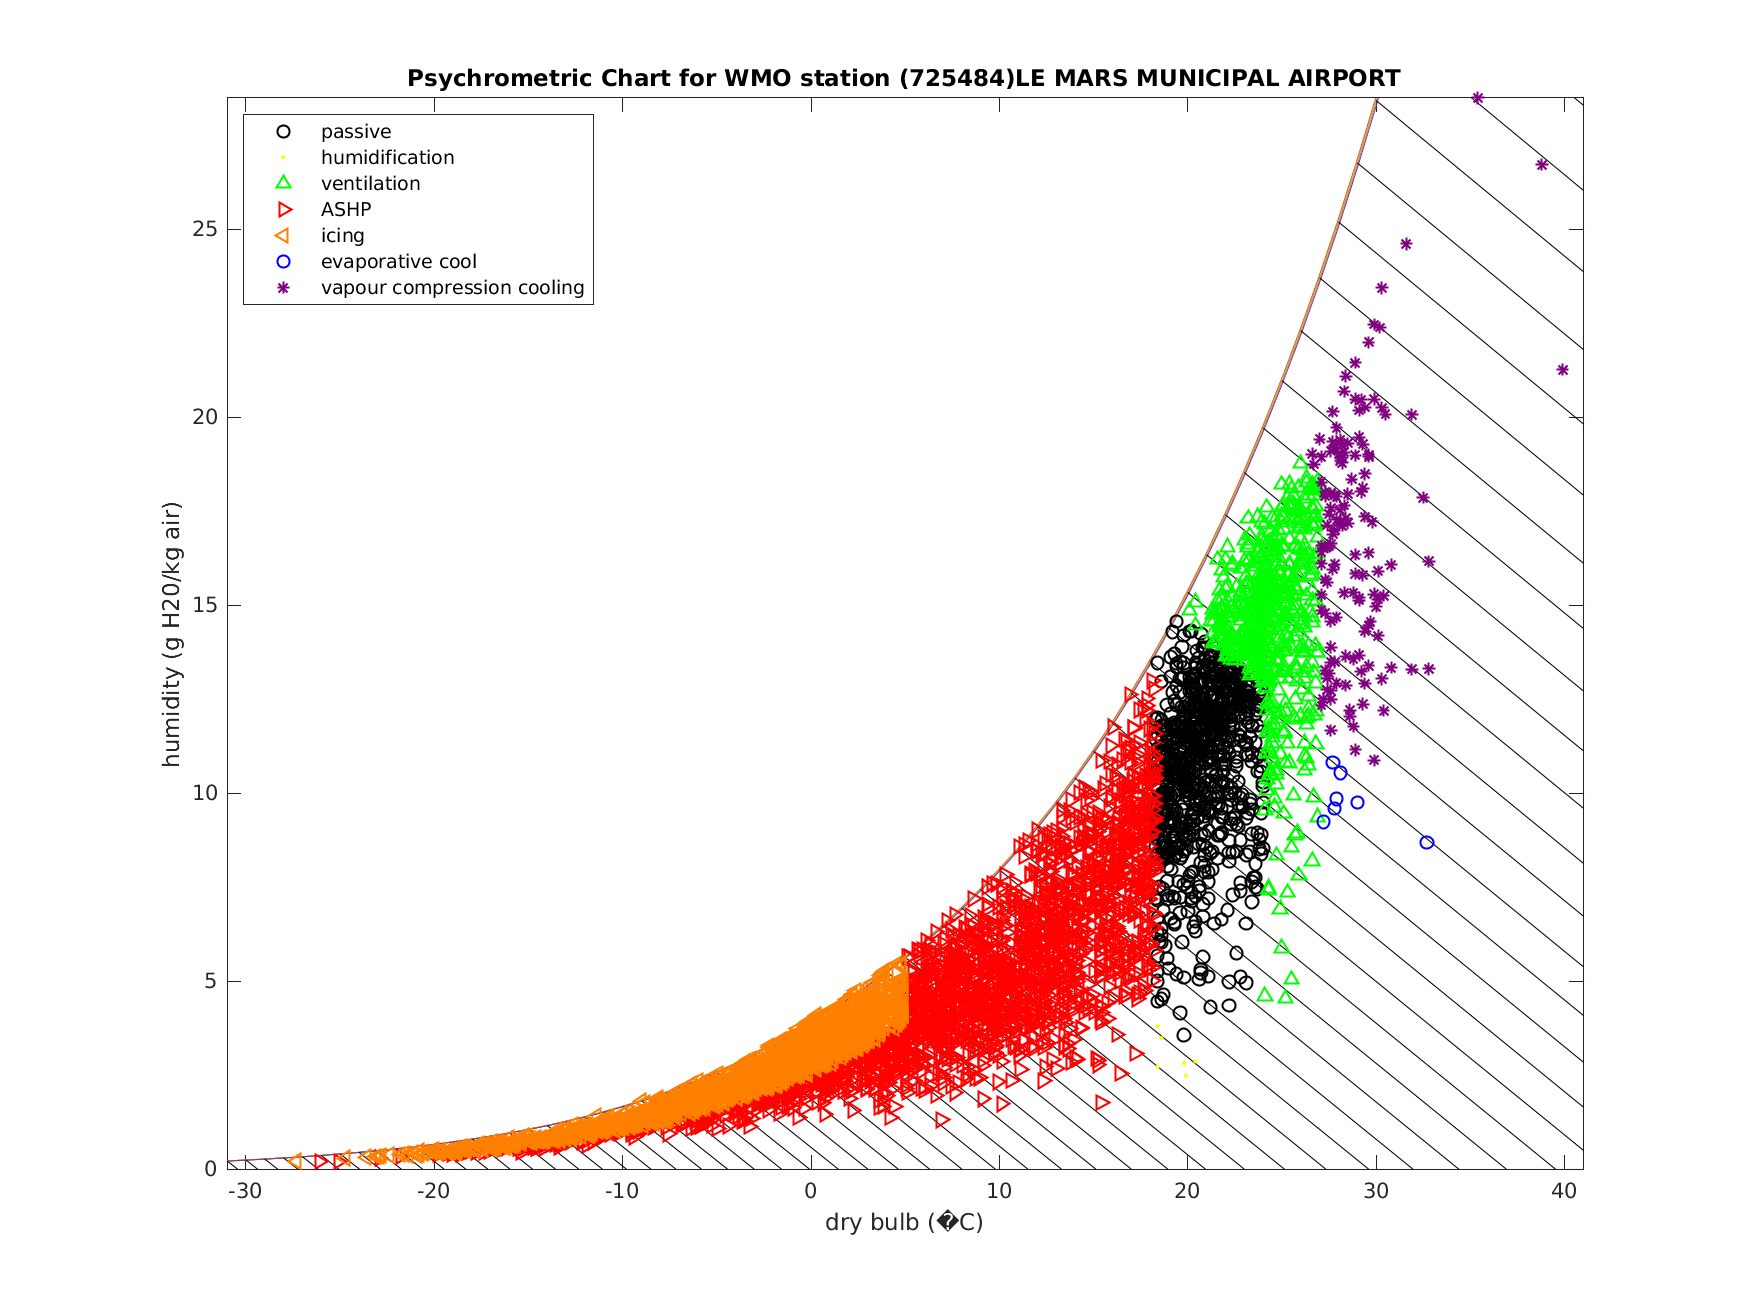 Psychrometric Chart for WMO station (725484)LE MARS MUNICIPAL AIRPORT
passive
humidification
ventilation
ASHP
icing
evaporative cool
vapour compression cooling
humidity (g H20/kg air)
25
20
15
10
5
0
-30 -20 -10 0 10 20 30 40
dry bulb (�C)